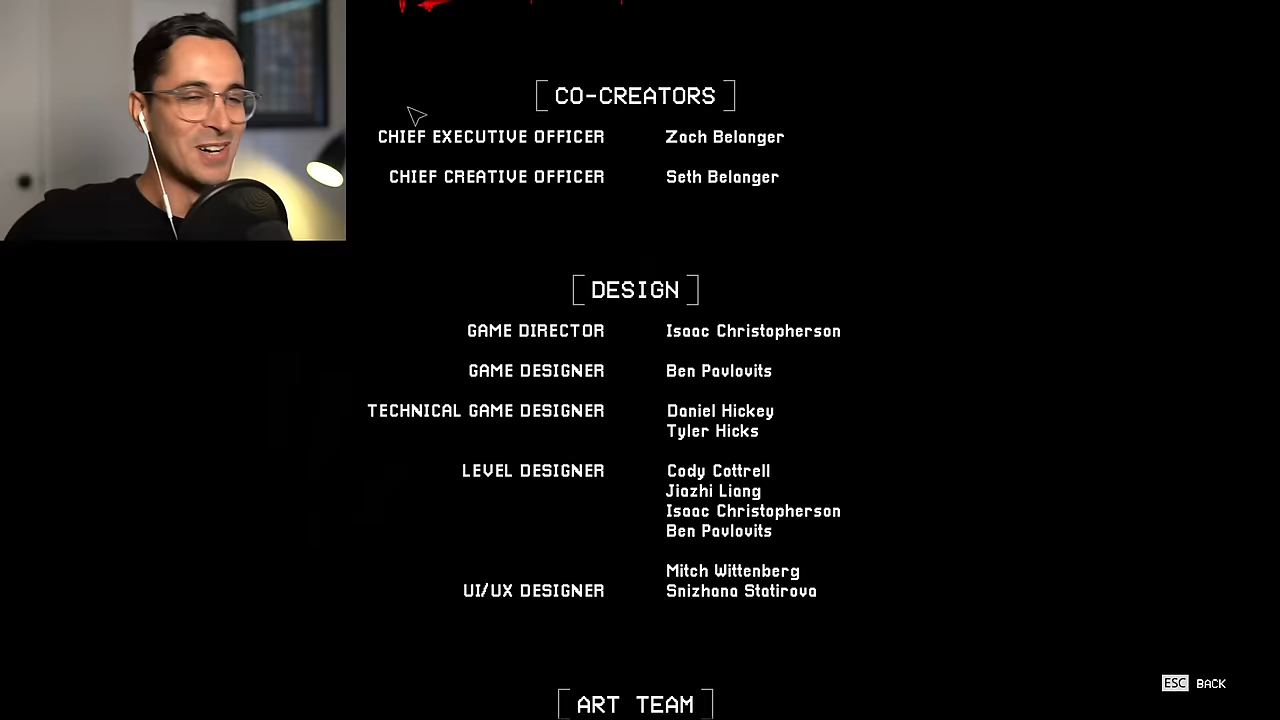 [CO-CREATORS]
CHIEF EXECUTIVE OFFICER Zach Belanger
CHIEF CREATIVE OFFICER Seth Belanger
[DESIGN]
GAME DIRECTOR Isaac Christopherson
GAME DESIGNER Ben Pavlovits
TECHNICAL GAME DESIGNER Daniel Hickey
Tyler Hicks
LEVEL DESIGNER Cody Cottrell
Jiazhi Liang
Isaac Christopherson
Ben Pavlovits
Mitch Wittenberg
UI/UX DESIGNER Snizhana Statirova
[ART TEAM]
ESC BACK